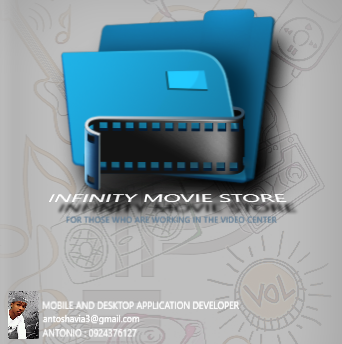 INFINITY MOVIE STORE
FOR THOSE WHO ARE WORKING IN THE VIDEO CENTER
VOL
MOBILE AND DESKTOP APPLICATION DEVELOPER
antoshavia3@gmail.com
ANTONIO : 0924376127